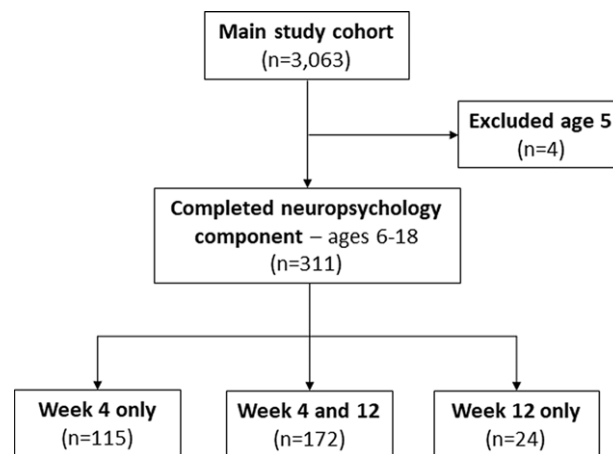 Main study cohort
(n=3,063)
Excluded age 5
(n=4)
Completed neuropsychology
component – ages 6-18
(n=311)
Week 4 only
(n=115)
Week 4 and 12
(n=172)
Week 12 only
(n=24)